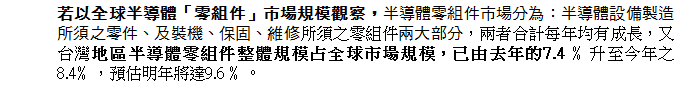 若以全球半導體「零組件」市場規模觀察，半導體零組件市場分為：半導體設備製造
所須之零件、及裝機、保固、維修所須之零組件兩大部分，兩者合計每年均有成長，又
台灣地區半導體零組件整體規模占全球市場規模，已由去年的7.4 % 升至今年之
8.4% ，預估明年將達9.6 % 。